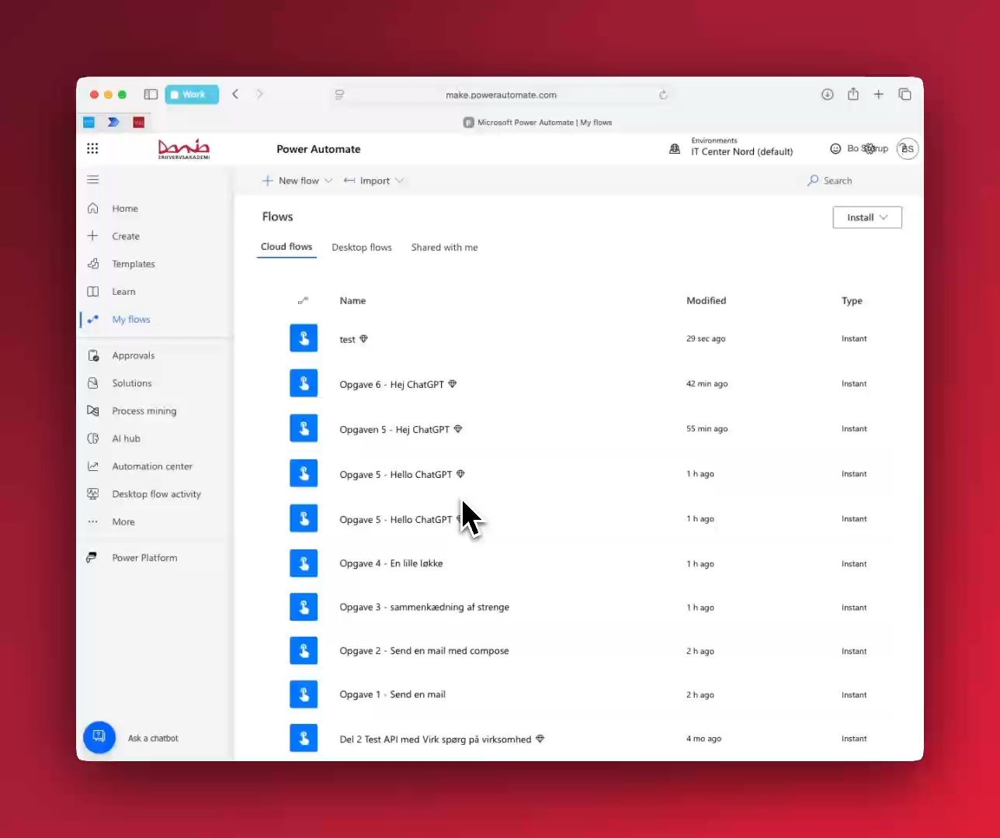 Work
make.powerautomate.com
Microsoft Power Automate | My flows
Dania
ERHVERVSAKADEMI
Power Automate
Environments
IT Center Nord (default)
BS
New flow
Import
Search
Home
Create
Templates
Learn
My flows
Approvals
Solutions
Process mining
AI hub
Automation center
Desktop flow activity
More
Power Platform
Ask a chatbot
Flows
Install
Cloud flows Desktop flows Shared with me
Name Modified Type
test 29 sec ago Instant
Opgave 6 - Hej ChatGPT 42 min ago Instant
Opgaven 5 - Hej ChatGPT 55 min ago Instant
Opgave 5 - Hello ChatGPT 1 h ago Instant
Opgave 5 - Hello ChatGPT 1 h ago Instant
Opgave 4 - En lille løkke 1 h ago Instant
Opgave 3 - sammenkædning af strenge 1 h ago Instant
Opgave 2 - Send en mail med compose 2 h ago Instant
Opgave 1 - Send en mail 2 h ago Instant
Del 2 Test API med Virk spørg på virksomhed 4 mo ago Instant